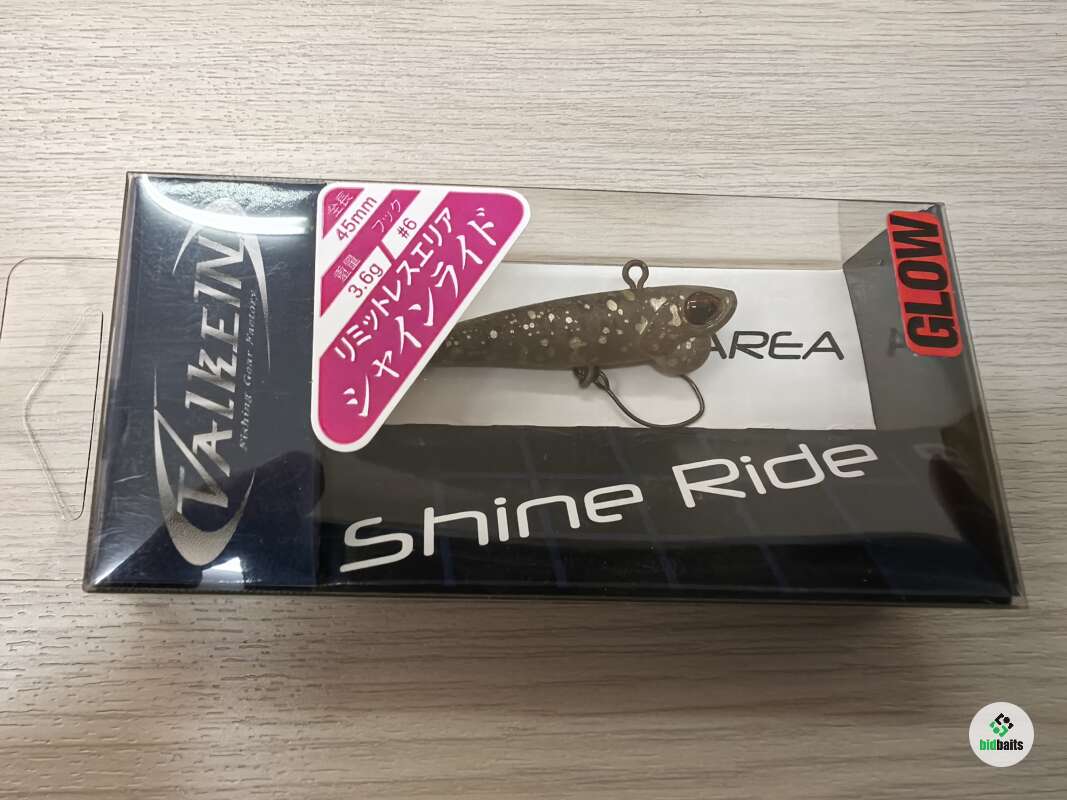 VALKEIN
Fishing Gear Factory
全長
45mm
フック
#6
重量
3.6g
リミットレスエリア
シャインライド
AREA
GLOW
Shine Ride
bidbaits